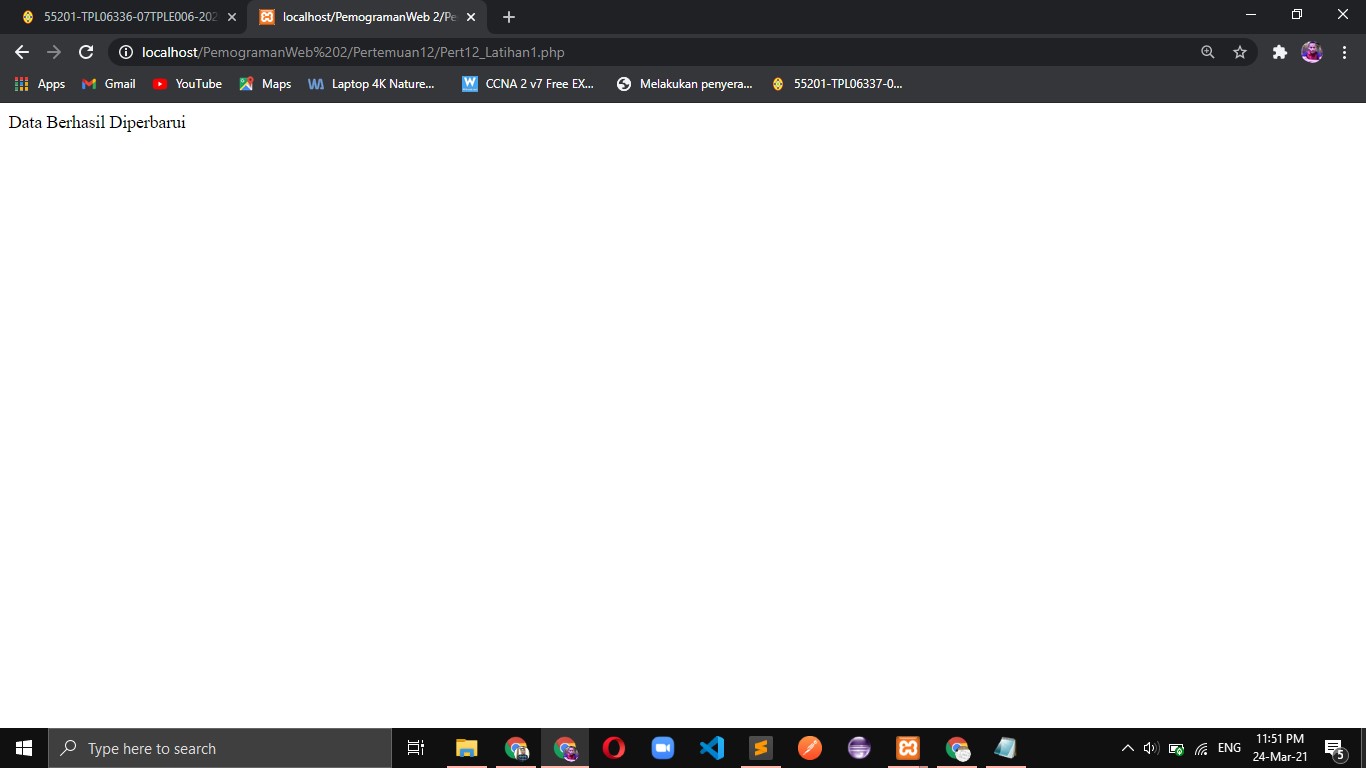 55201-TPL06336-07TPLE006-202
localhost/PemogramanWeb 2/Pe
localhost/PemogramanWeb%202/Pertemuan12/Pert12_Latihan1.php
Apps Gmail YouTube Maps Laptop 4K Nature... CCNA 2 v7 Free EX... Melakukan penyera... 55201-TPL06337-0...
Data Berhasil Diperbarui
Type here to search
ENG
11:51 PM
24-Mar-21
5